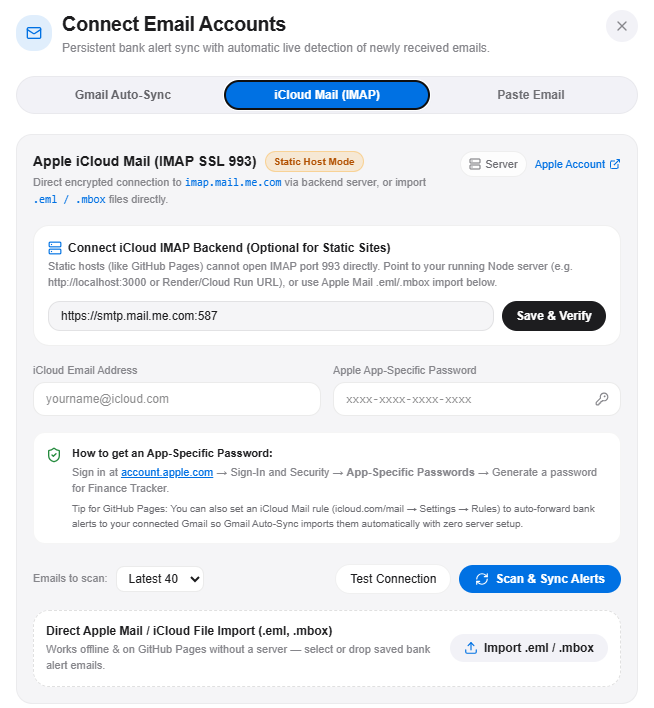 Connect Email Accounts
Persistent bank alert sync with automatic live detection of newly received emails.
Gmail Auto-Sync
iCloud Mail (IMAP)
Paste Email
Apple iCloud Mail (IMAP SSL 993)
Static Host Mode
Server
Apple Account
Direct encrypted connection to imap.mail.me.com via backend server, or import
.eml / .mbox files directly.
Connect iCloud IMAP Backend (Optional for Static Sites)
Static hosts (like GitHub Pages) cannot open IMAP port 993 directly. Point to your running Node server (e.g.
http://localhost:3000 or Render/Cloud Run URL), or use Apple Mail .eml/.mbox import below.
https://smtp.mail.me.com:587
Save & Verify
iCloud Email Address
Apple App-Specific Password
yourname@icloud.com
xxxx-xxxx-xxxx-xxxx
How to get an App-Specific Password:
Sign in at account.apple.com → Sign-In and Security → App-Specific Passwords → Generate a password
for Finance Tracker.
Tip for GitHub Pages: You can also set an iCloud Mail rule (icloud.com/mail → Settings → Rules) to auto-forward bank
alerts to your connected Gmail so Gmail Auto-Sync imports them automatically with zero server setup.
Emails to scan:
Latest 40
Test Connection
Scan & Sync Alerts
Direct Apple Mail / iCloud File Import (.eml, .mbox)
Works offline & on GitHub Pages without a server — select or drop saved bank
alert emails.
Import .eml / .mbox